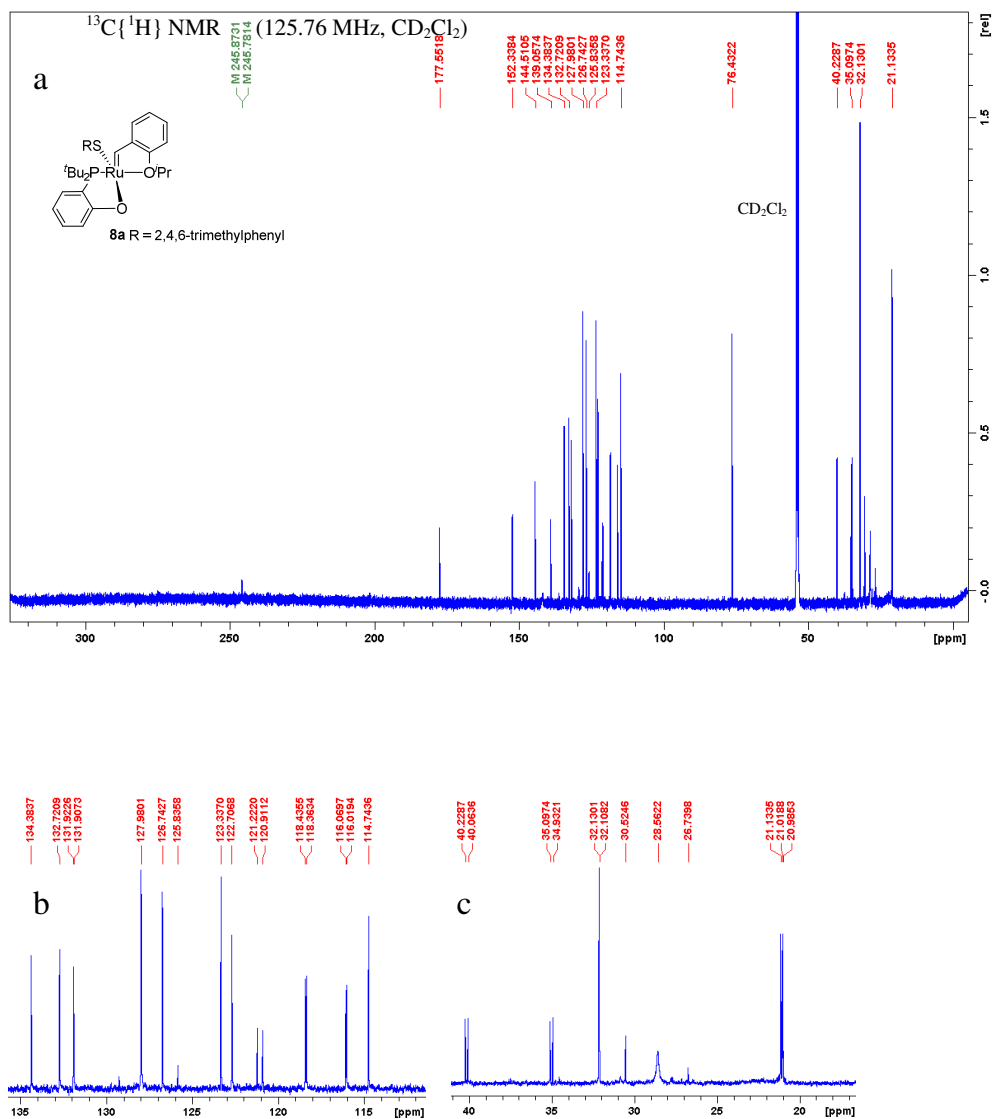 ¹³C{¹H} NMR (125.76 MHz, CD₂Cl₂)
a
M 245.8731
M 245.7814
177.5518
152.3384
144.5105
139.0574
134.3837
132.7209
127.9801
126.7427
125.8358
123.3370
114.7436
76.4322
40.2287
35.0974
32.1301
21.1335
[rel]
1.5
1.0
0.5
- 0.0
RS
ᵗBu₂P
Ru
OⁱPr
O
8a R = 2,4,6-trimethylphenyl
CD₂Cl₂
300 250 200 150 100 50 [ppm]
b
134.3837
132.7209
131.9226
131.9073
127.9801
126.7427
125.8358
123.3370
122.7068
121.2220
120.9112
118.4355
118.3634
116.0697
116.0194
114.7436
135 130 125 120 115 [ppm]
c
40.2287
40.0636
35.0974
34.9321
32.1301
32.1082
30.5246
28.5622
26.7398
21.1335
21.0188
20.9853
40 35 30 25 20 [ppm]